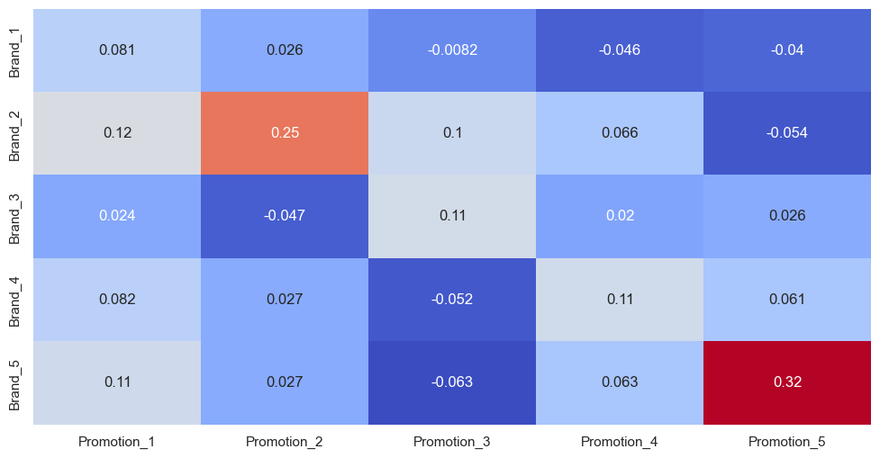 Brand_1 0.081 0.026 -0.0082 -0.046 -0.04
Brand_2 0.12 0.25 0.1 0.066 -0.054
Brand_3 0.024 -0.047 0.11 0.02 0.026
Brand_4 0.082 0.027 -0.052 0.11 0.061
Brand_5 0.11 0.027 -0.063 0.063 0.32
Promotion_1 Promotion_2 Promotion_3 Promotion_4 Promotion_5